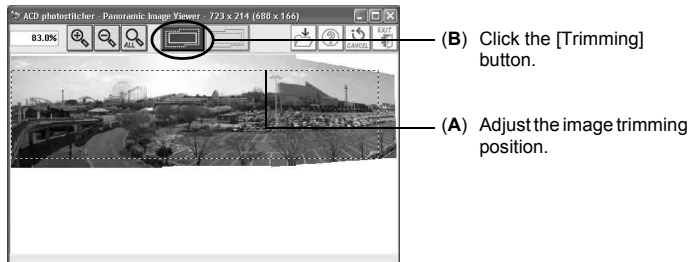 ACD photostitcher - Panoramic Image Viewer - 723 x 214 (688 x 166)
83.0%
ALL
CANCEL
EXIT
(B) Click the [Trimming]
button.
(A) Adjust the image trimming
position.